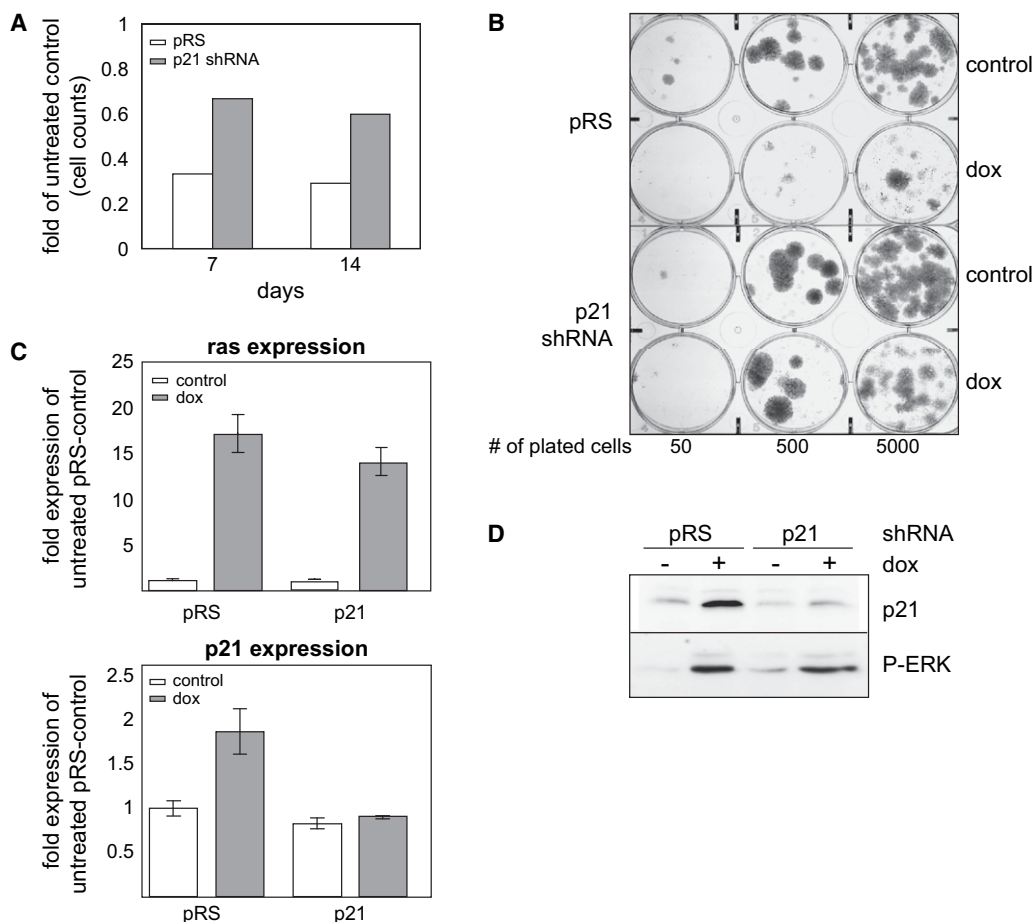 A
fold of untreated control
(cell counts)
1
0.8
0.6
0.4
0.2
0
pRS
p21 shRNA
7
14
days
B
pRS
control
dox
p21
shRNA
control
dox
# of plated cells
50
500
5000
C
ras expression
fold expression of
untreated pRS-control
25
20
15
10
5
control
dox
pRS
p21
p21 expression
fold expression of
untreated pRS-control
2.5
2
1.5
1
0.5
control
dox
pRS
p21
D
pRS
p21
shRNA
- + - +
dox
p21
P-ERK